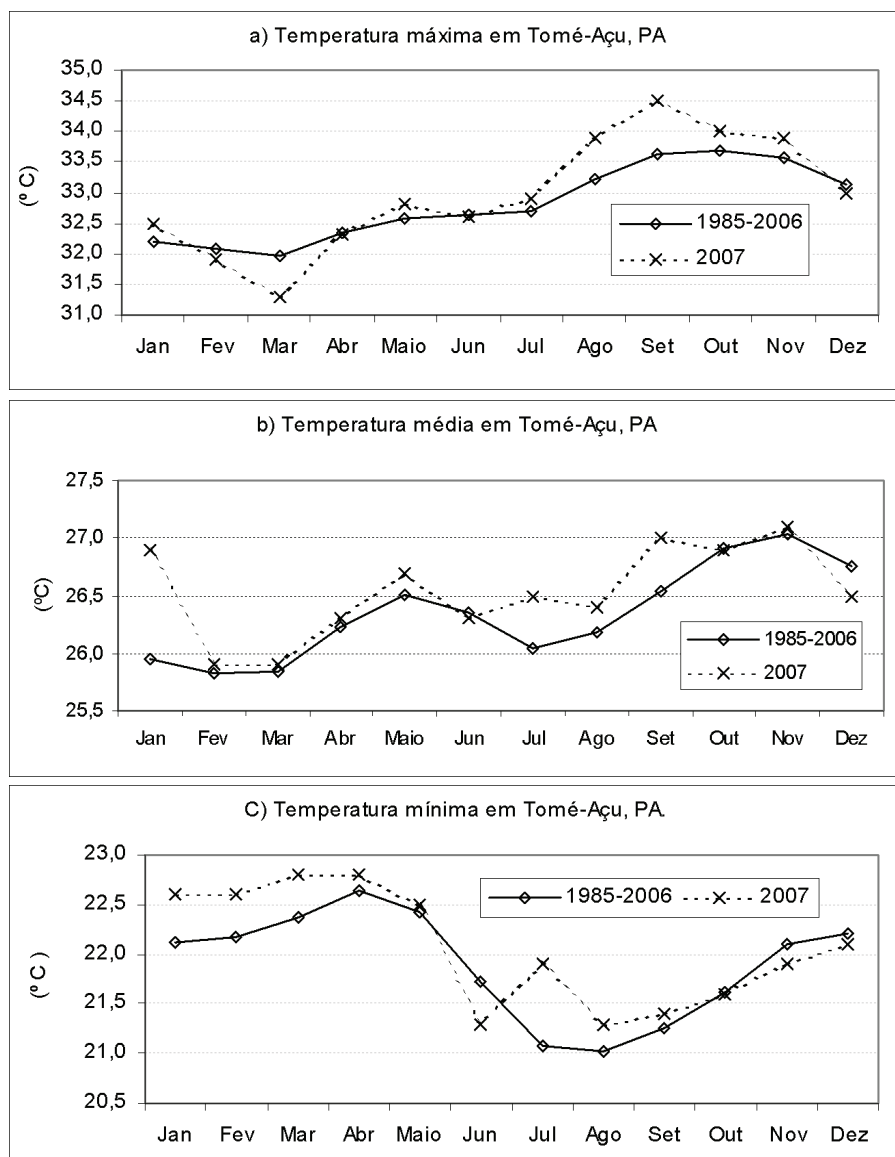 a) Temperatura máxima em Tomé-Açu, PA
35,0
34,5
34,0
33,5
33,0
32,5
32,0
31,5
31,0
(º C)
1985-2006
2007
Jan Fev Mar Abr Maio Jun Jul Ago Set Out Nov Dez
b) Temperatura média em Tomé-Açu, PA
27,5
27,0
26,5
26,0
25,5
(ºC)
1985-2006
2007
Jan Fev Mar Abr Maio Jun Jul Ago Set Out Nov Dez
C) Temperatura mínima em Tomé-Açu, PA.
23,0
22,5
22,0
21,5
21,0
20,5
(º C )
1985-2006 2007
Jan Fev Mar Abr Maio Jun Jul Ago Set Out Nov Dez